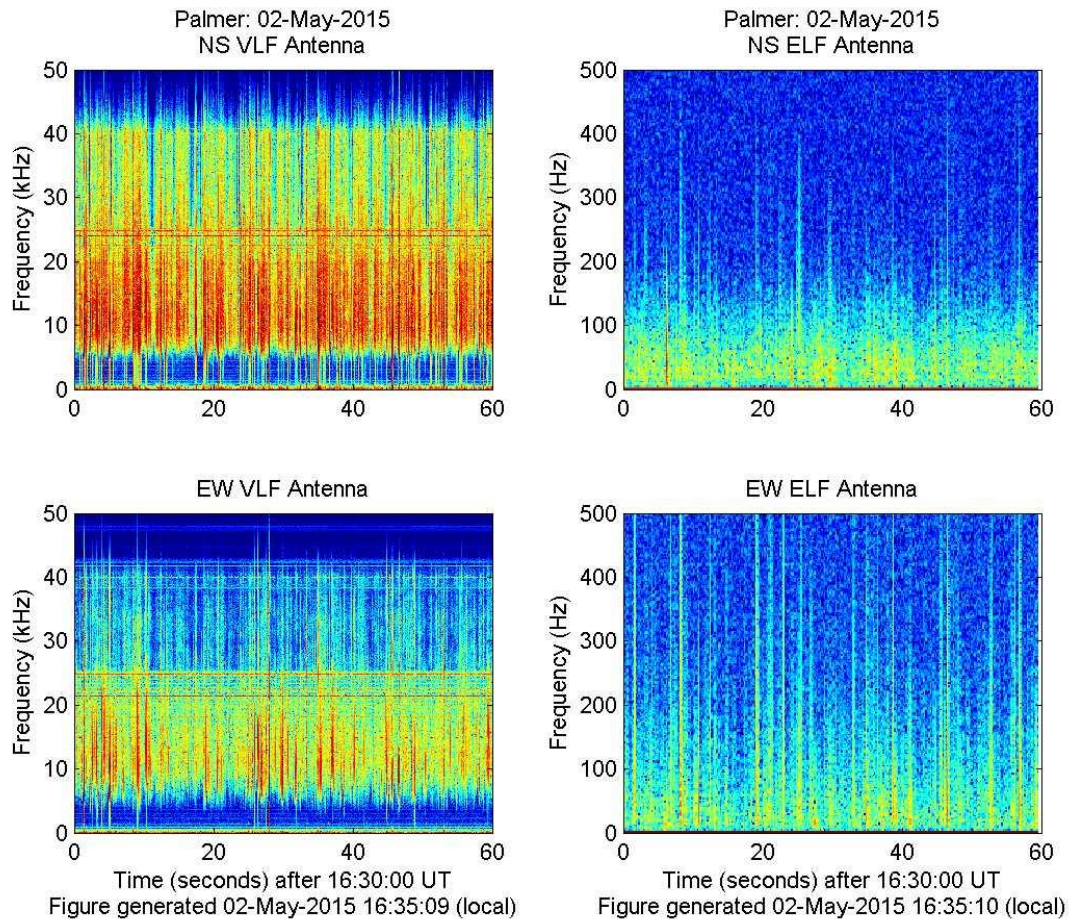 Palmer: 02-May-2015
NS VLF Antenna
50
40
30
20
10
0
Frequency (kHz)
0 20 40 60
Palmer: 02-May-2015
NS ELF Antenna
500
400
300
200
100
0
Frequency (Hz)
0 20 40 60
EW VLF Antenna
50
40
30
20
10
0
Frequency (kHz)
0 20 40 60
Time (seconds) after 16:30:00 UT
Figure generated 02-May-2015 16:35:09 (local)
EW ELF Antenna
500
400
300
200
100
0
Frequency (Hz)
0 20 40 60
Time (seconds) after 16:30:00 UT
Figure generated 02-May-2015 16:35:10 (local)